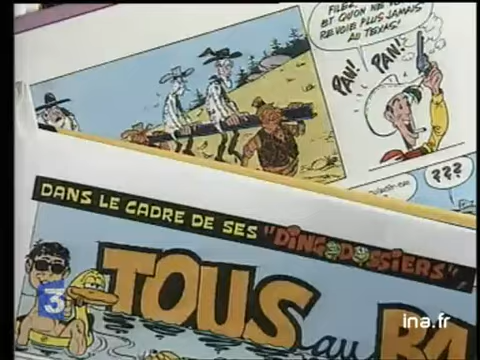 FILEZ
ET QU'ON NE VOUS
REVOIE PLUS JAMAIS
AU TEXAS!
PAN!
PAN!
???
DANS LE CADRE DE SES "DINGODOSSIERS",
TOUS au BA
3
ina.fr